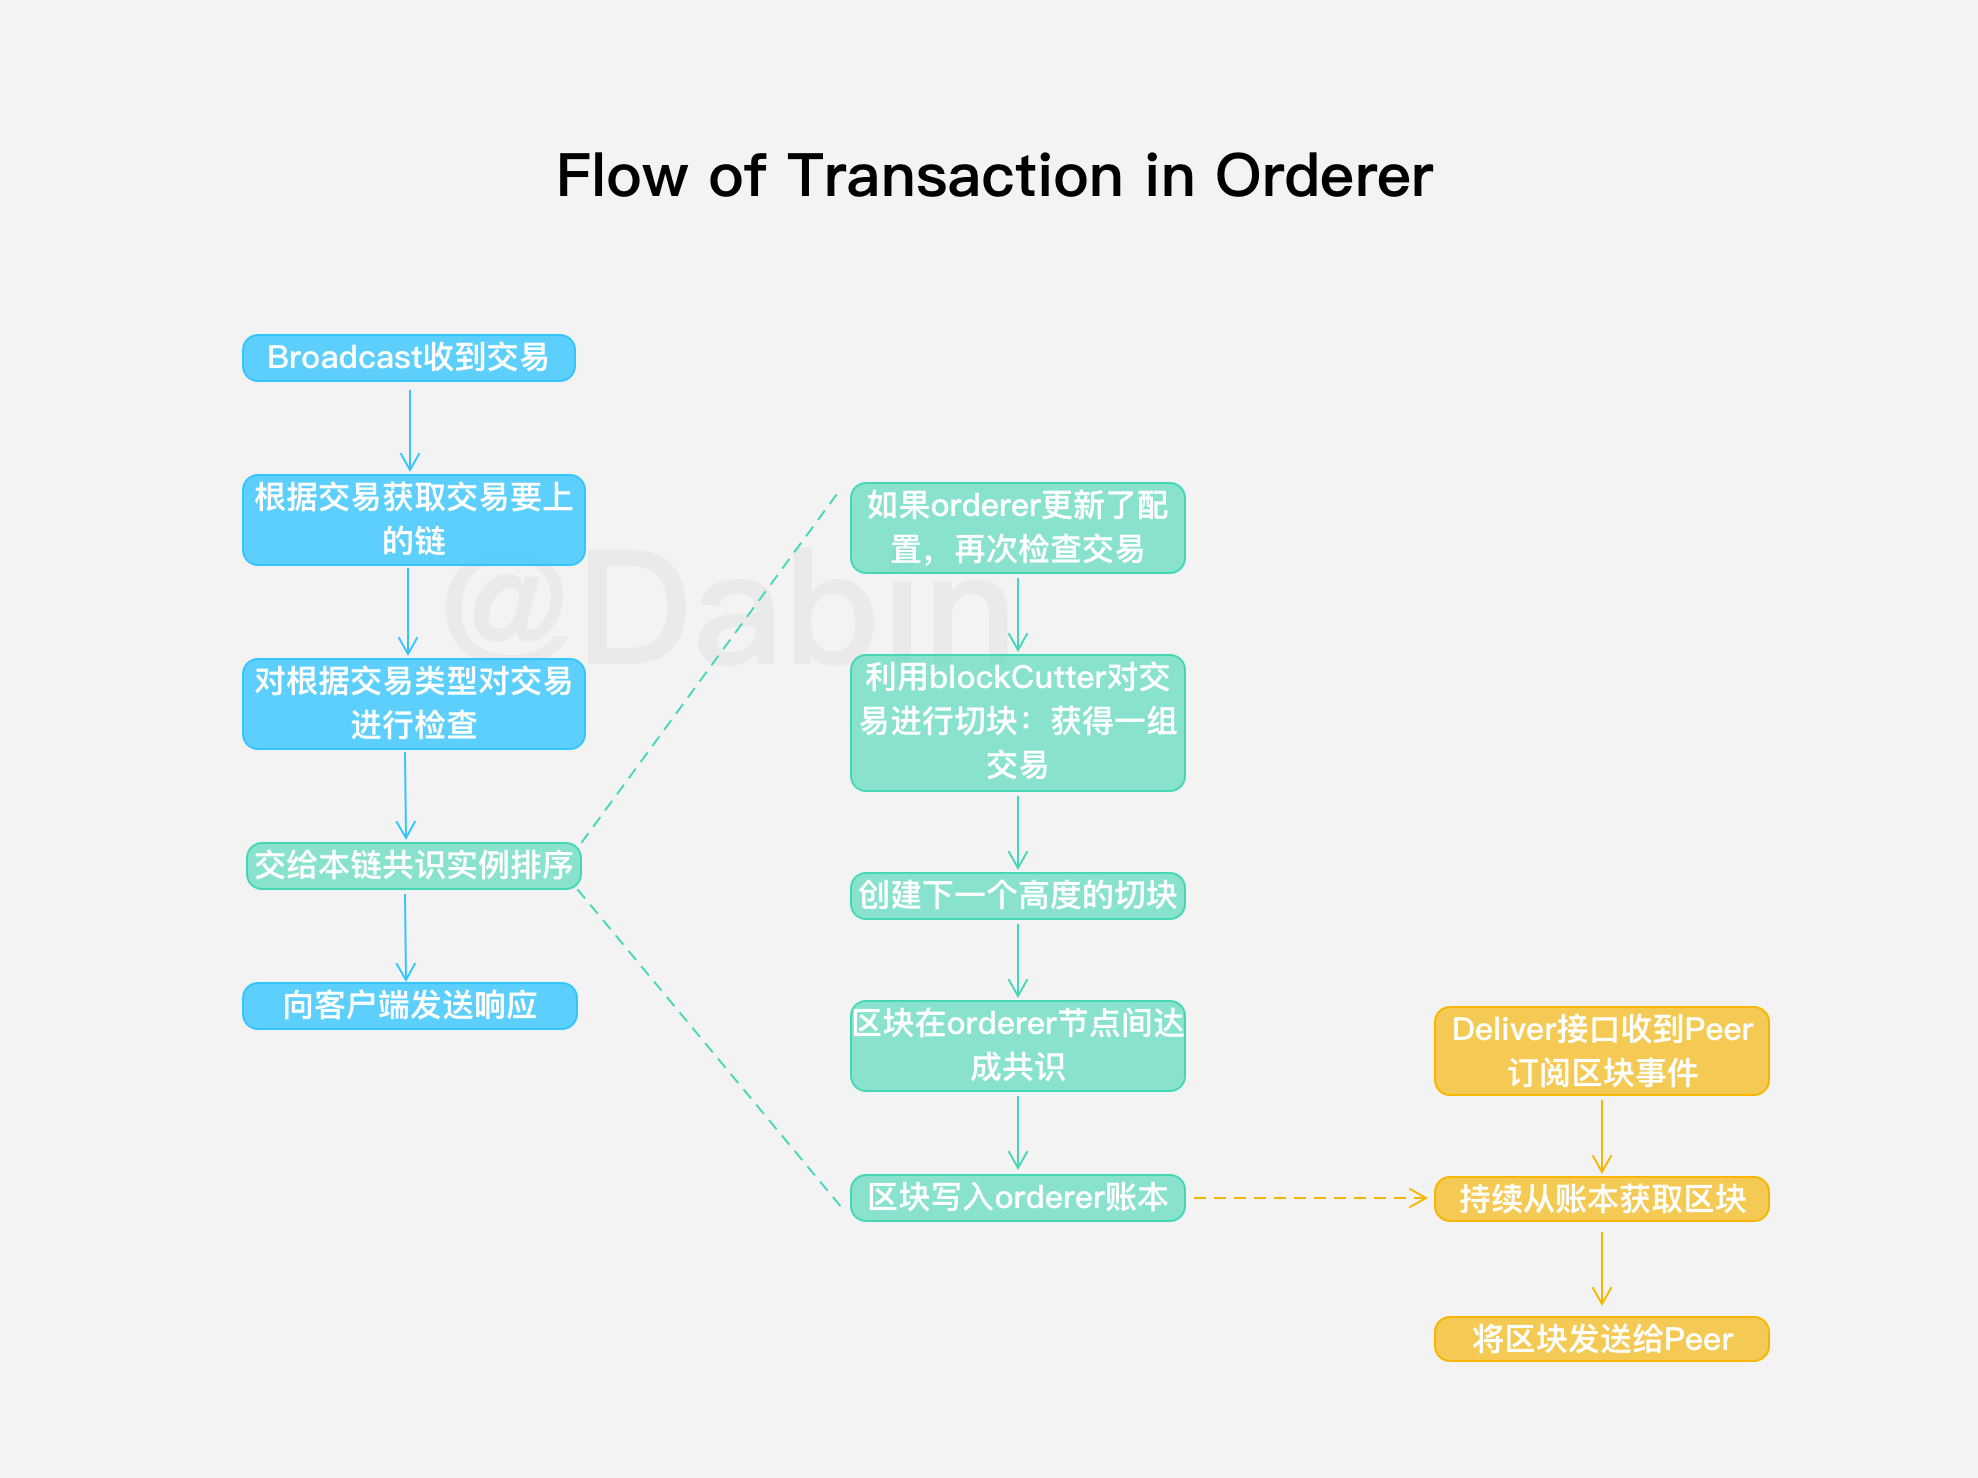 Flow of Transaction in Orderer
Broadcast收到交易
根据交易获取交易要上
的链
对根据交易类型对交易
进行检查
交给本链共识实例排序
向客户端发送响应
@Dabin
如果orderer更新了配
置，再次检查交易
利用blockCutter对交
易进行切块：获得一组
交易
创建下一个高度的切块
区块在orderer节点间达
成共识
区块写入orderer账本
Deliver接口收到Peer
订阅区块事件
持续从账本获取区块
将区块发送给Peer